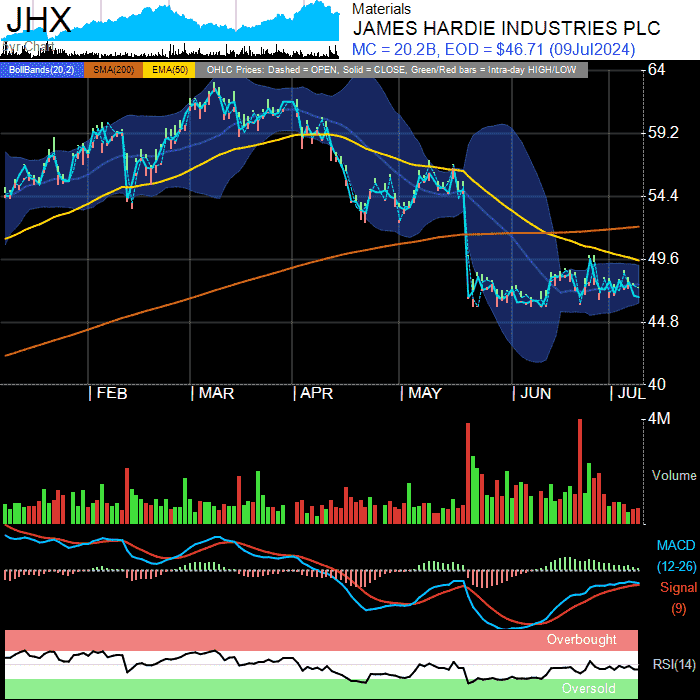 JHX
Materials
JAMES HARDIE INDUSTRIES PLC
MC = 20.2B, EOD = $46.71 (09Jul2024)
BollBands(20,2) SMA(200) EMA(50) OHLC Prices: Dashed = OPEN, Solid = CLOSE, Green/Red bars = Intra-day HIGH/LOW
64
59.2
54.4
49.6
44.8
40
| FEB | MAR | APR | MAY | JUN | JUL
4M
Volume
MACD
(12-26)
Signal
(9)
Overbought
RSI(14)
Oversold